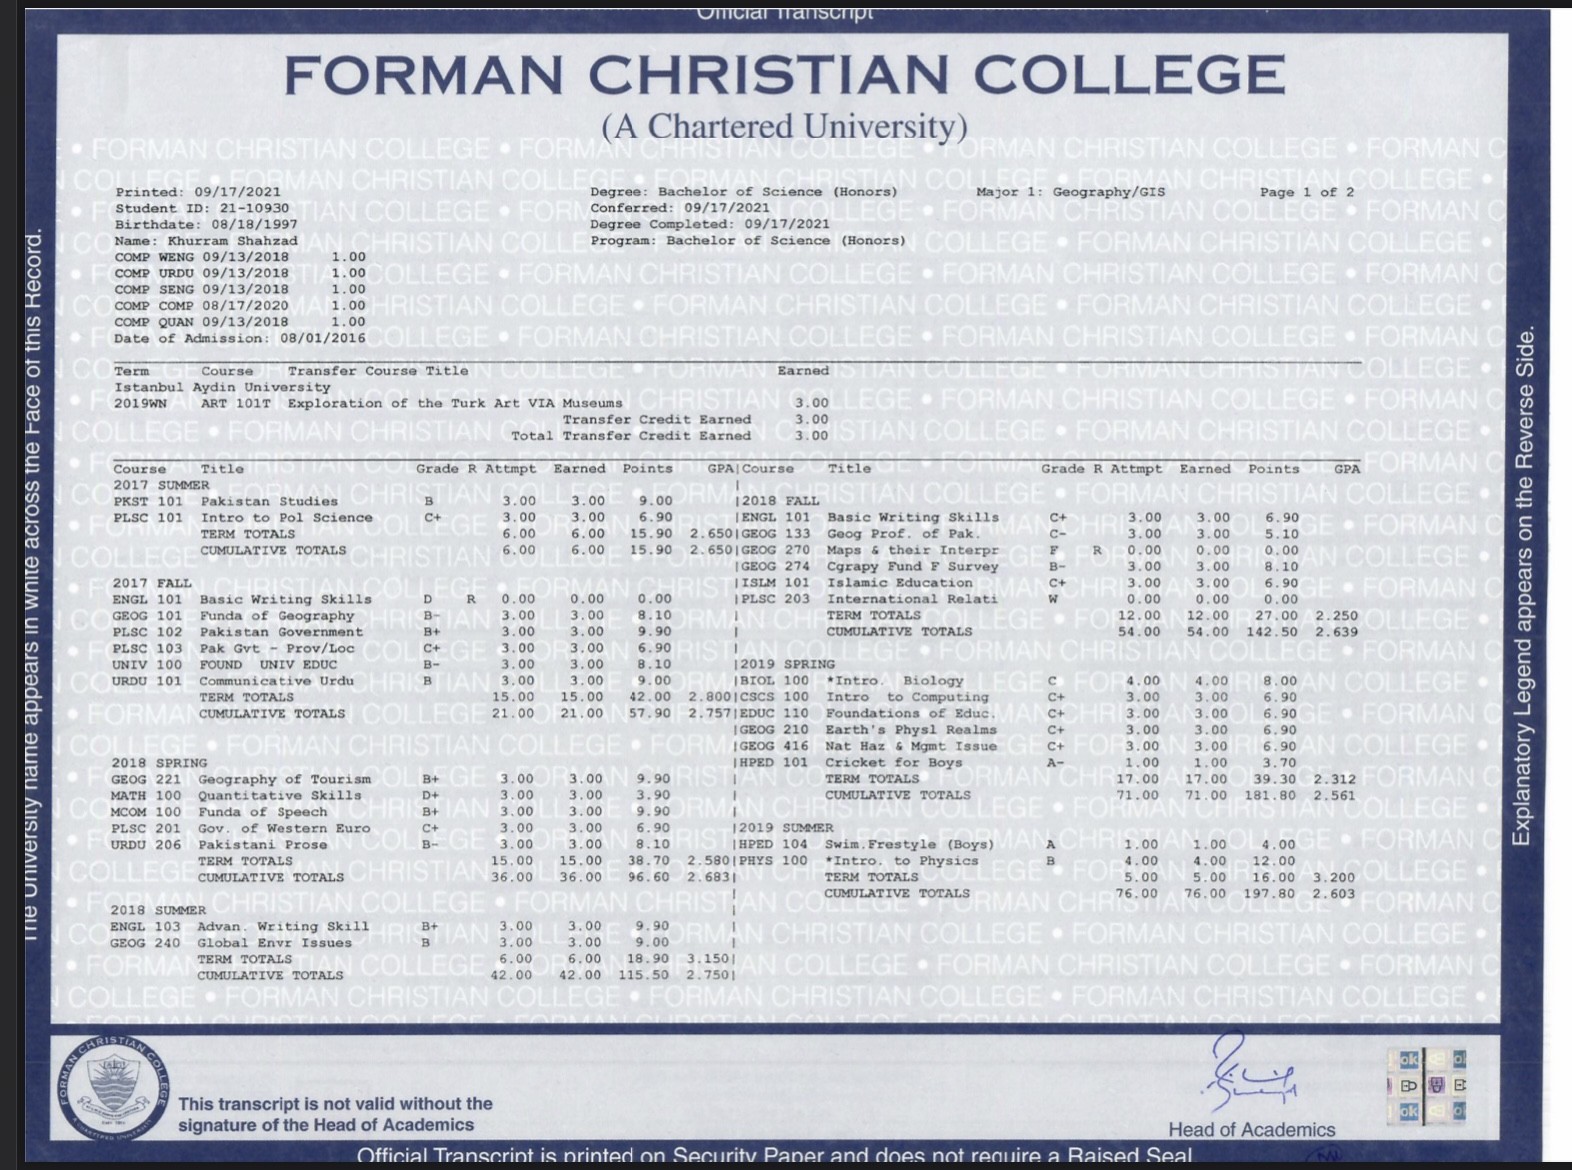 Official Transcript
FORMAN CHRISTIAN COLLEGE
(A Chartered University)
Printed: 09/17/2021
Student ID: 21-10930
Birthdate: 08/18/1997
Name: Khurram Shahzad
COMP WENG 09/13/2018 1.00
COMP URDU 09/13/2018 1.00
COMP SENG 09/13/2018 1.00
COMP COMP 08/17/2020 1.00
COMP QUAN 09/13/2018 1.00
Date of Admission: 08/01/2016
Degree: Bachelor of Science (Honors)
Conferred: 09/17/2021
Degree Completed: 09/17/2021
Program: Bachelor of Science (Honors)
Major 1: Geography/GIS
Page 1 of 2
Term Course Transfer Course Title Earned
Istanbul Aydin University
2019WN ART 101T Exploration of the Turk Art VIA Museums 3.00
Transfer Credit Earned 3.00
Total Transfer Credit Earned 3.00
Course Title Grade R Attmpt Earned Points GPA
2017 SUMMER
PKST 101 Pakistan Studies B 3.00 3.00 9.00
PLSC 101 Intro to Pol Science C+ 3.00 3.00 6.90
TERM TOTALS 6.00 6.00 15.90 2.650
CUMULATIVE TOTALS 6.00 6.00 15.90 2.650
2017 FALL
ENGL 101 Basic Writing Skills D R 0.00 0.00 0.00
GEOG 101 Funda of Geography B- 3.00 3.00 8.10
PLSC 102 Pakistan Government B+ 3.00 3.00 9.90
PLSC 103 Pak Gvt - Prov/Loc C+ 3.00 3.00 6.90
UNIV 100 FOUND UNIV EDUC B- 3.00 3.00 8.10
URDU 101 Communicative Urdu B 3.00 3.00 9.00
TERM TOTALS 15.00 15.00 42.00 2.800
CUMULATIVE TOTALS 21.00 21.00 57.90 2.757
2018 SPRING
GEOG 221 Geography of Tourism B+ 3.00 3.00 9.90
MATH 100 Quantitative Skills D+ 3.00 3.00 3.90
MCOM 100 Funda of Speech B+ 3.00 3.00 9.90
PLSC 201 Gov. of Western Euro C+ 3.00 3.00 6.90
URDU 206 Pakistani Prose B- 3.00 3.00 8.10
TERM TOTALS 15.00 15.00 38.70 2.580
CUMULATIVE TOTALS 36.00 36.00 96.60 2.683
2018 SUMMER
ENGL 103 Advan. Writing Skill B+ 3.00 3.00 9.90
GEOG 240 Global Envr Issues B 3.00 3.00 9.00
TERM TOTALS 6.00 6.00 18.90 3.150
CUMULATIVE TOTALS 42.00 42.00 115.50 2.750
Course Title Grade R Attmpt Earned Points GPA
2018 FALL
ENGL 101 Basic Writing Skills C+ 3.00 3.00 6.90
GEOG 133 Geog Prof. of Pak. C- 3.00 3.00 5.10
GEOG 270 Maps & their Interpr F R 0.00 0.00 0.00
GEOG 274 Cgrapy Fund F Survey B- 3.00 3.00 8.10
ISLM 101 Islamic Education C+ 3.00 3.00 6.90
PLSC 203 International Relati W 0.00 0.00 0.00
TERM TOTALS 12.00 12.00 27.00 2.250
CUMULATIVE TOTALS 54.00 54.00 142.50 2.639
2019 SPRING
BIOL 100 *Intro. Biology C 4.00 4.00 8.00
CSCS 100 Intro to Computing C+ 3.00 3.00 6.90
EDUC 110 Foundations of Educ. C+ 3.00 3.00 6.90
GEOG 210 Earth's Physl Realms C+ 3.00 3.00 6.90
GEOG 416 Nat Haz & Mgmt Issue C+ 3.00 3.00 6.90
HPED 101 Cricket for Boys A- 1.00 1.00 3.70
TERM TOTALS 17.00 17.00 39.30 2.312
CUMULATIVE TOTALS 71.00 71.00 181.80 2.561
2019 SUMMER
HPED 104 Swim.Frestyle (Boys) A 1.00 1.00 4.00
PHYS 100 *Intro. to Physics B 4.00 4.00 12.00
TERM TOTALS 5.00 5.00 16.00 3.200
CUMULATIVE TOTALS 76.00 76.00 197.80 2.603
The University name appears in white across the Face of this Record.
Explanatory Legend appears on the Reverse Side.
FORMAN CHRISTIAN COLLEGE
This transcript is not valid without the
signature of the Head of Academics
Head of Academics
ok
ok
ok
Official Transcript is printed on Security Paper and does not require a Raised Seal